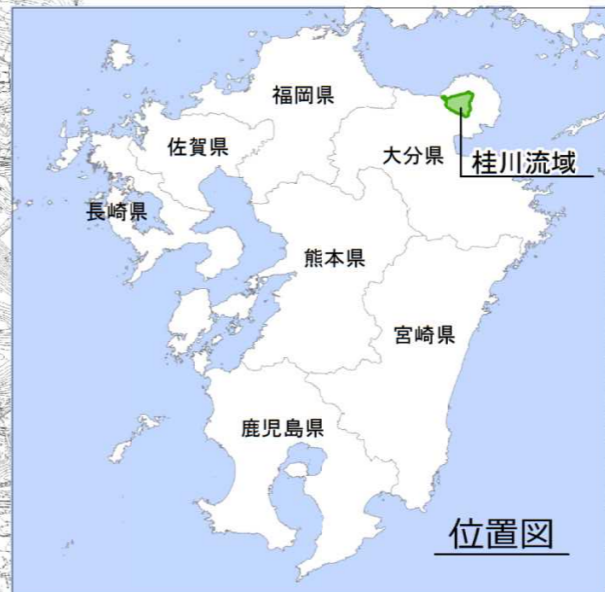 福岡県
佐賀県
大分県
桂川流域
長崎県
熊本県
宮崎県
鹿児島県
位置図